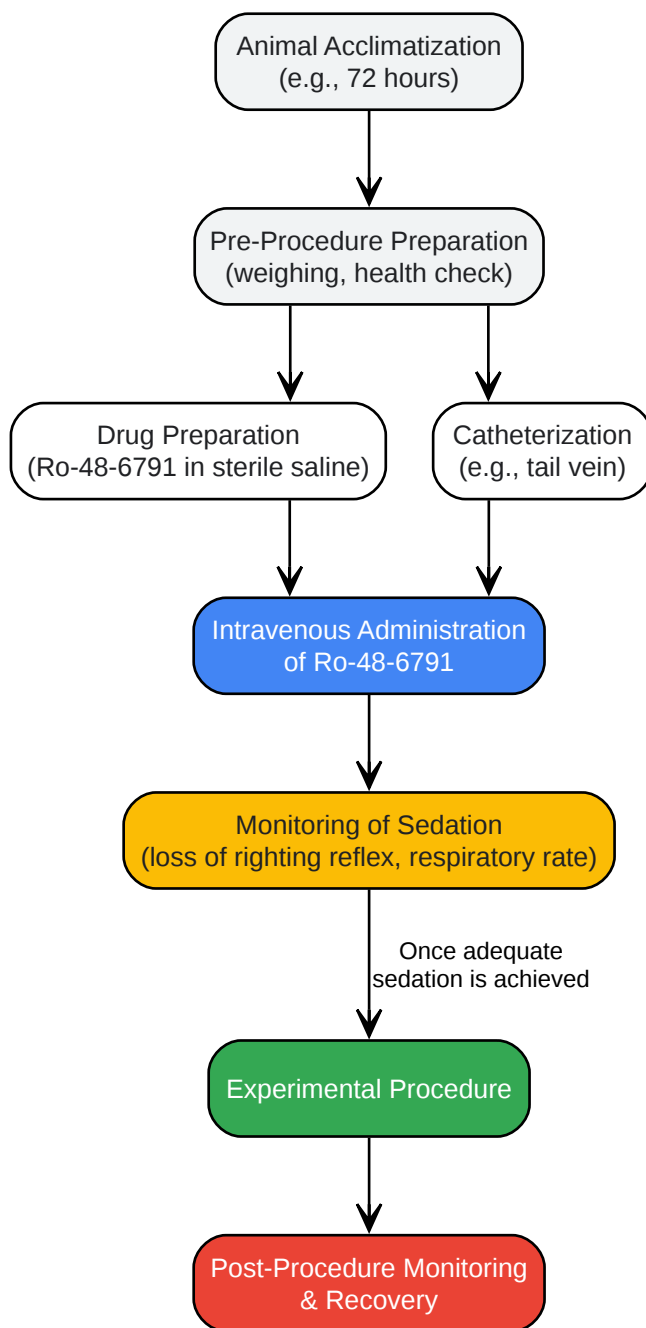 Animal Acclimatization
(e.g., 72 hours)
Pre-Procedure Preparation
(weighing, health check)
Drug Preparation
(Ro-48-6791 in sterile saline)
Catheterization
(e.g., tail vein)
Intravenous Administration
of Ro-48-6791
Monitoring of Sedation
(loss of righting reflex, respiratory rate)
Once adequate
sedation is achieved
Experimental Procedure
Post-Procedure Monitoring
& Recovery